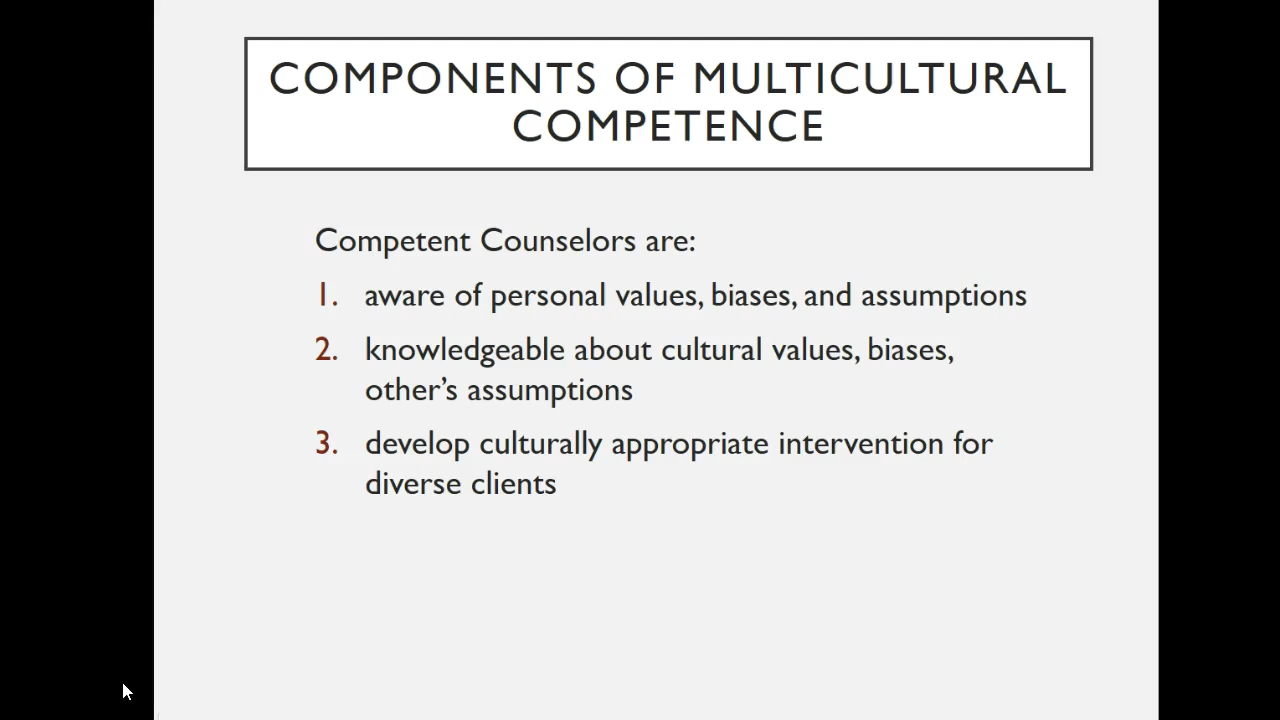 COMPONENTS OF MULTICULTURAL
COMPETENCE
Competent Counselors are:
1. aware of personal values, biases, and assumptions
2. knowledgeable about cultural values, biases,
other’s assumptions
3. develop culturally appropriate intervention for
diverse clients